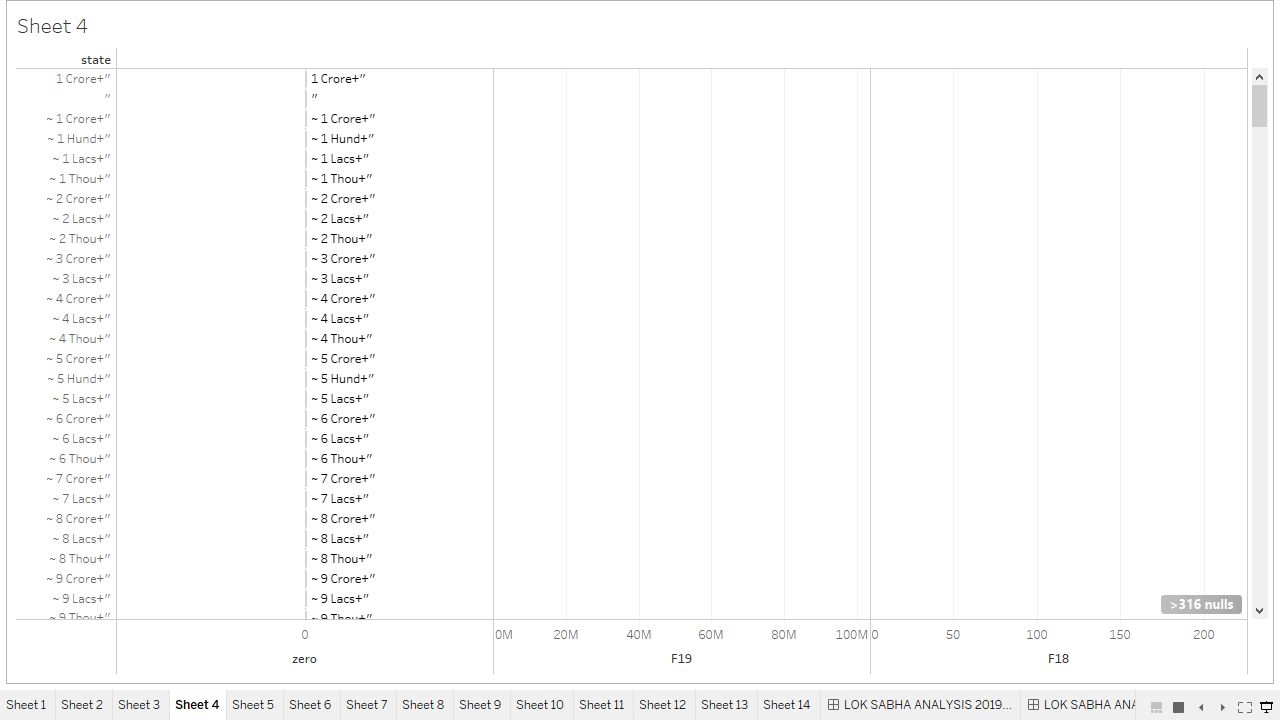 Sheet 4
state
1 Crore+" 1 Crore+"
" "
~ 1 Crore+" ~ 1 Crore+"
~ 1 Hund+" ~ 1 Hund+"
~ 1 Lacs+" ~ 1 Lacs+"
~ 1 Thou+" ~ 1 Thou+"
~ 2 Crore+" ~ 2 Crore+"
~ 2 Lacs+" ~ 2 Lacs+"
~ 2 Thou+" ~ 2 Thou+"
~ 3 Crore+" ~ 3 Crore+"
~ 3 Lacs+" ~ 3 Lacs+"
~ 4 Crore+" ~ 4 Crore+"
~ 4 Lacs+" ~ 4 Lacs+"
~ 4 Thou+" ~ 4 Thou+"
~ 5 Crore+" ~ 5 Crore+"
~ 5 Hund+" ~ 5 Hund+"
~ 5 Lacs+" ~ 5 Lacs+"
~ 6 Crore+" ~ 6 Crore+"
~ 6 Lacs+" ~ 6 Lacs+"
~ 6 Thou+" ~ 6 Thou+"
~ 7 Crore+" ~ 7 Crore+"
~ 7 Lacs+" ~ 7 Lacs+"
~ 8 Crore+" ~ 8 Crore+"
~ 8 Lacs+" ~ 8 Lacs+"
~ 8 Thou+" ~ 8 Thou+"
~ 9 Crore+" ~ 9 Crore+"
~ 9 Lacs+" ~ 9 Lacs+"
~ 9 Thou+" ~ 9 Thou+"
>316 nulls
0 0M 20M 40M 60M 80M 100M 0 50 100 150 200
zero F19 F18
Sheet 1 Sheet 2 Sheet 3 Sheet 4 Sheet 5 Sheet 6 Sheet 7 Sheet 8 Sheet 9 Sheet 10 Sheet 11 Sheet 12 Sheet 13 Sheet 14 LOK SABHA ANALYSIS 2019... LOK SABHA ANA